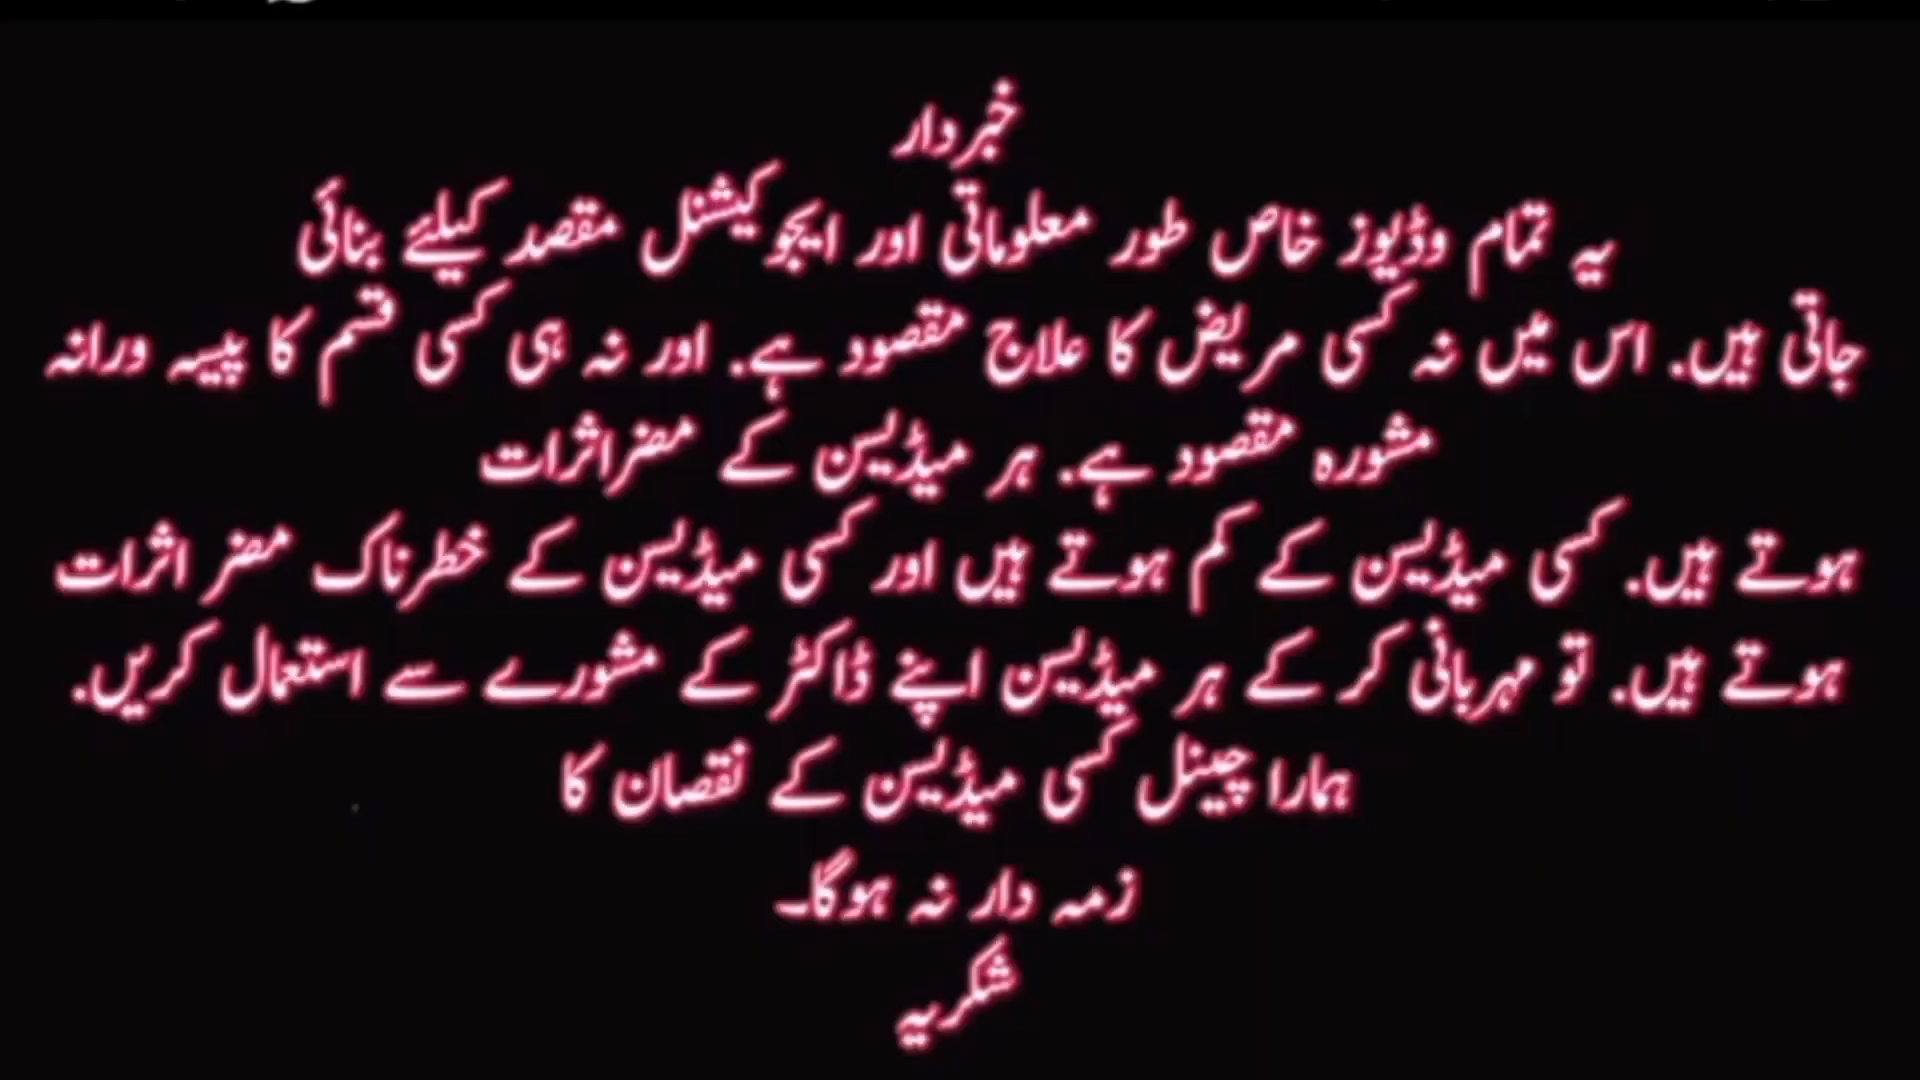 خبردار
یہ تمام وڈیوز خاص طور معلوماتی اور ایجوکیشنل مقصد کیلئے بنائی
جاتی ہیں. اس میں نہ کسی مریض کا علاج مقصود ہے. اور نہ ہی کسی قسم کا پیسہ ورانہ
مشورہ مقصود ہے. ہر میڈیسن کے مضراثرات
ہوتے ہیں. کسی میڈیسن کے کم ہوتے ہیں اور کسی میڈیسن کے خطرناک مضر اثرات
ہوتے ہیں. تو مہربانی کر کے ہر میڈیسن اپنے ڈاکٹر کے مشورے سے استعمال کریں.
ہمارا چینل کسی میڈیسن کے نقصان کا
زمہ دار نہ ہوگا۔
شکریہ